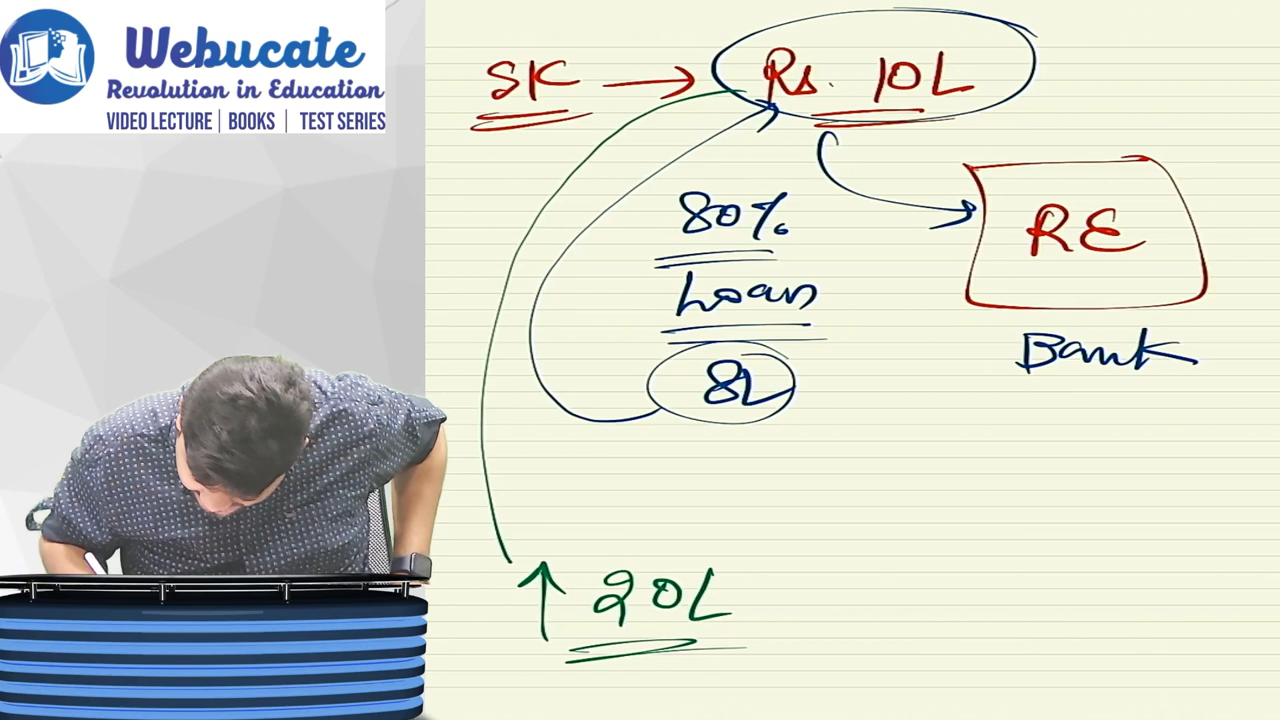 Webucate
Revolution in Education
VIDEO LECTURE | BOOKS | TEST SERIES
SK → Rs. 10L
80%
Loan
8L
RE
Bank
↑ 20L